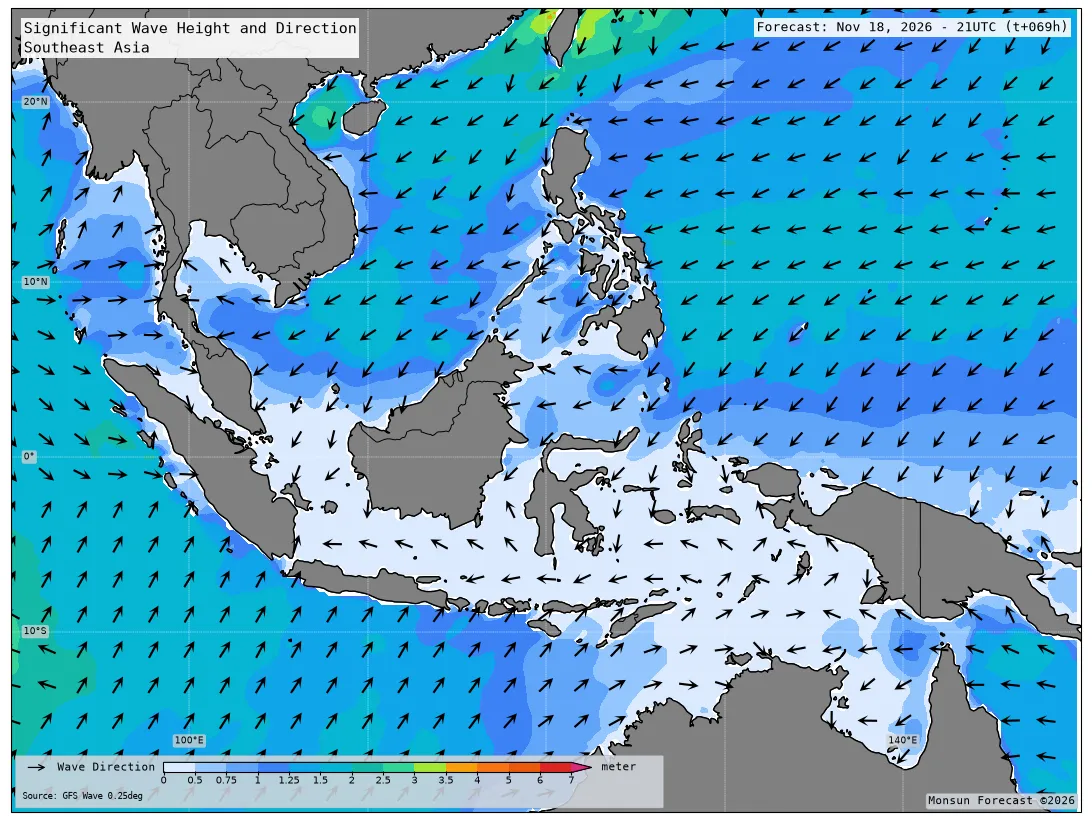 Significant Wave Height and Direction
Southeast Asia
Forecast: Nov 18, 2026 - 21UTC (t+069h)
20°N
10°N
0°
10°S
100°E
140°E
Wave Direction
meter
0 0.5 0.75 1 1.25 1.5 2 2.5 3 3.5 4 5 6 7
Source: GFS Wave 0.25deg
Monsun Forecast ©2026